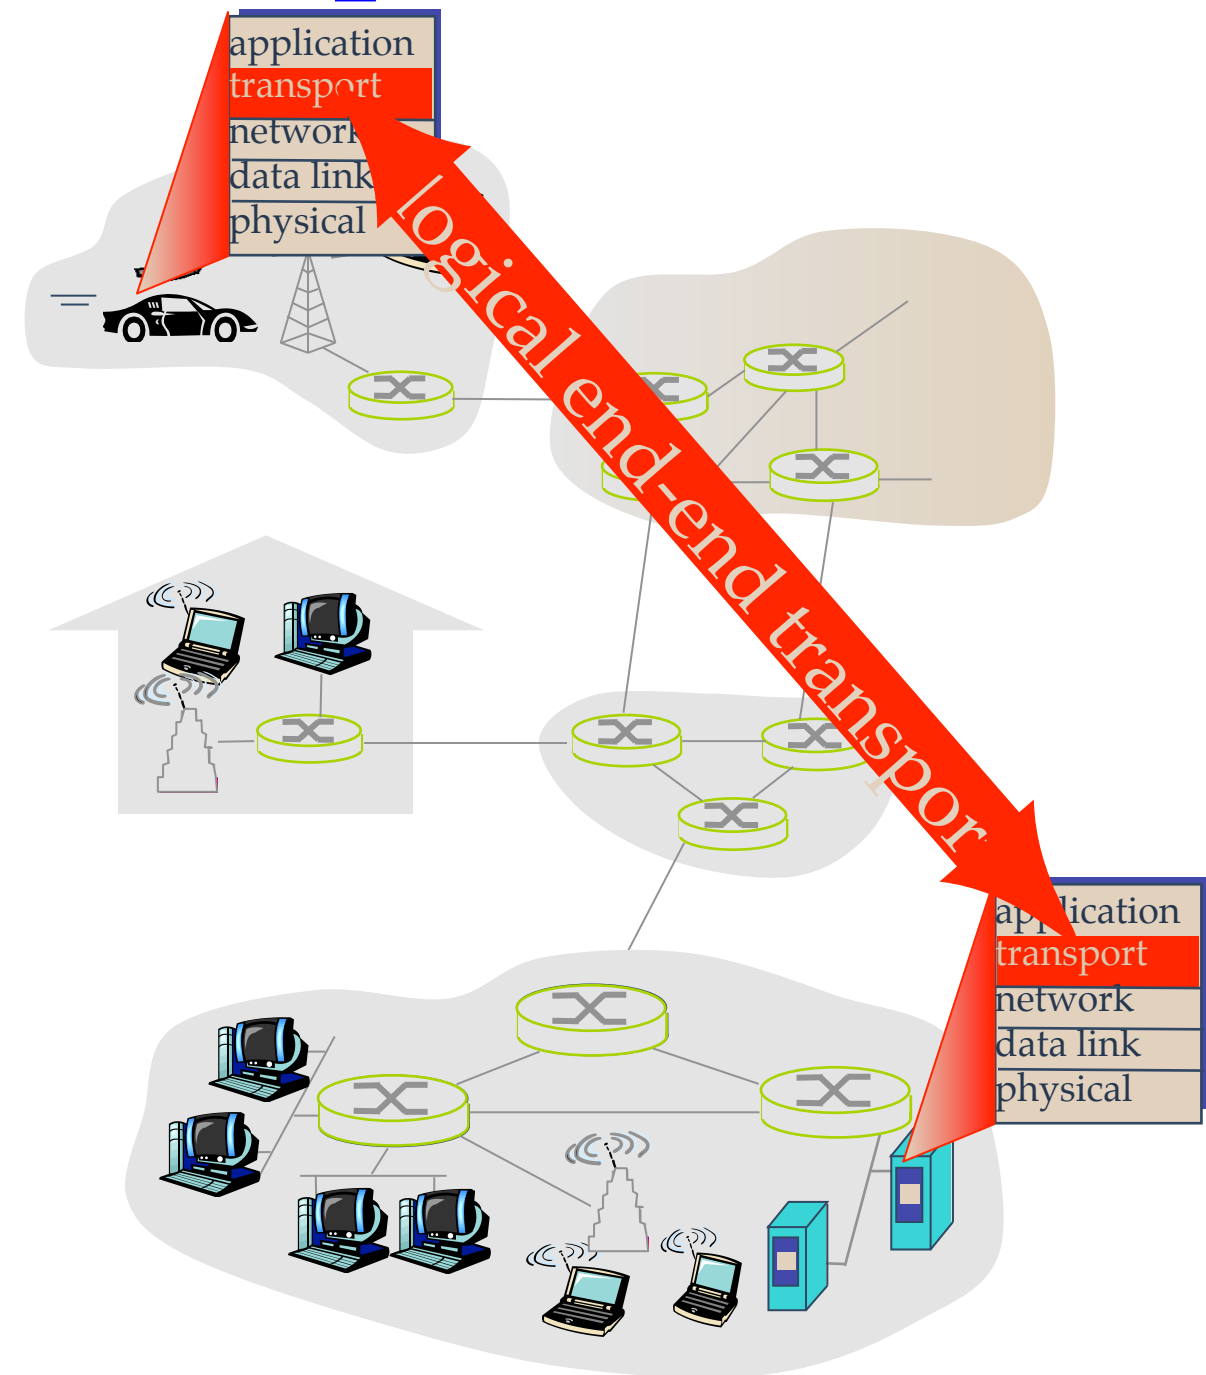 application
transport
network
data link
physical
logical end-end transport
application
transport
network
data link
physical